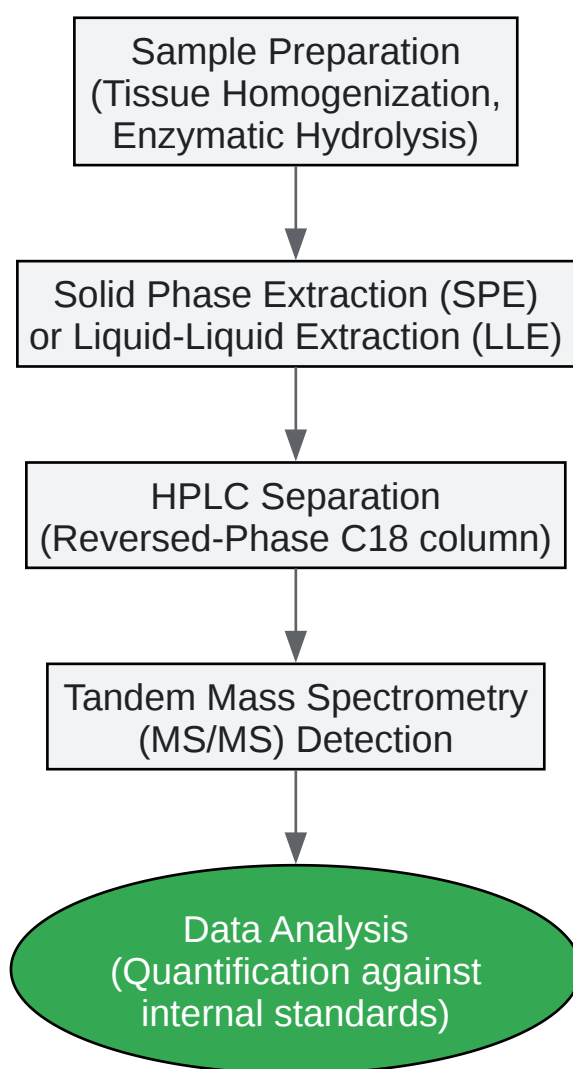 Sample Preparation
(Tissue Homogenization,
Enzymatic Hydrolysis)
Solid Phase Extraction (SPE)
or Liquid-Liquid Extraction (LLE)
HPLC Separation
(Reversed-Phase C18 column)
Tandem Mass Spectrometry
(MS/MS) Detection
Data Analysis
(Quantification against
internal standards)